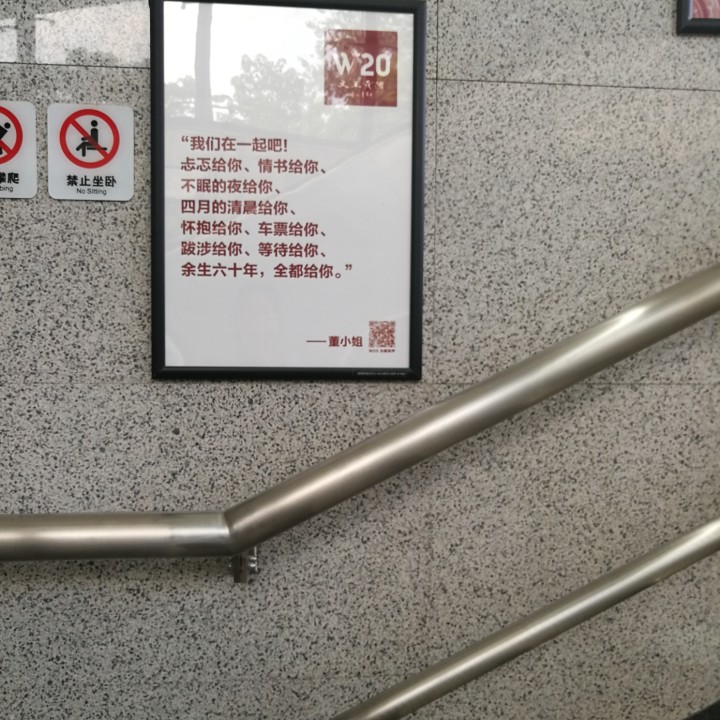 W20
"我们在一起吧!
忐忑给你、情书给你、
不眠的夜给你、
四月的清晨给你、
怀抱给你、车票给你、
跋涉给你、等待给你、
余生六十年，全都给你。"
——董小姐
禁止坐卧
No Sitting
爬
bing